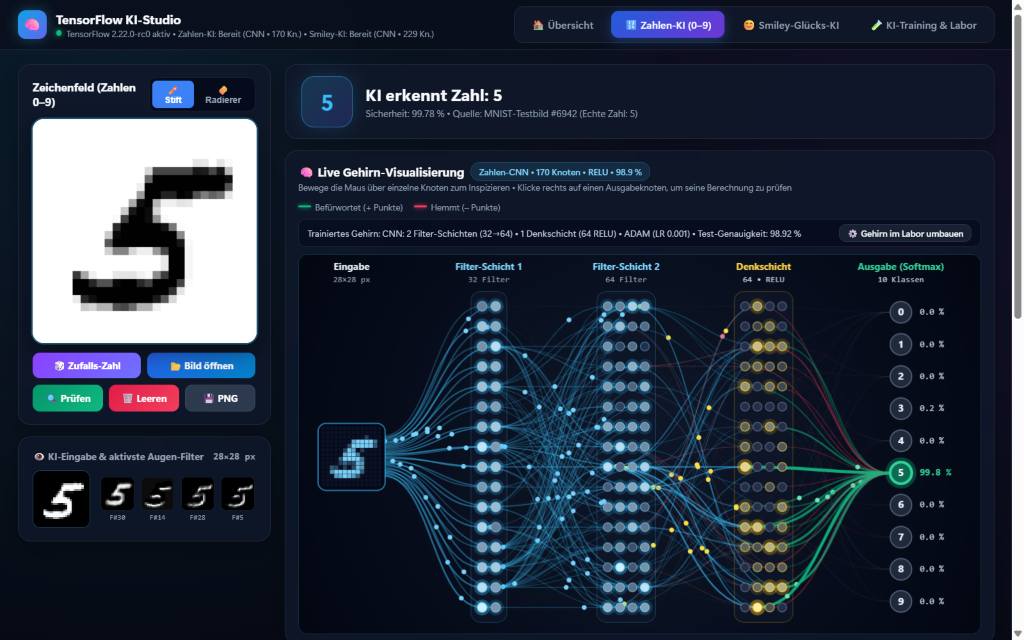 TensorFlow KI-Studio
TensorFlow 2.22.0-rc0 aktiv • Zahlen-KI: Bereit (CNN • 170 Kn.) • Smiley-KI: Bereit (CNN • 229 Kn.)
Übersicht
Zahlen-KI (0–9)
Smiley-Glücks-KI
KI-Training & Labor
Zeichenfeld (Zahlen 0–9)
Stift
Radierer
5
Zufalls-Zahl
Bild öffnen
Prüfen
Leeren
PNG
KI-Eingabe & aktivste Augen-Filter 28×28 px
5 5 5 5 5
F#30 F#14 F#28 F#5
5
KI erkennt Zahl: 5
Sicherheit: 99.78 % • Quelle: MNIST-Testbild #6942 (Echte Zahl: 5)
Live Gehirn-Visualisierung
Zahlen-CNN • 170 Knoten • RELU • 98.9 %
Bewege die Maus über einzelne Knoten zum Inspizieren • Klicke rechts auf einen Ausgabeknoten, um seine Berechnung zu prüfen
Befürwortet (+ Punkte)
Hemmt (– Punkte)
Trainiertes Gehirn: CNN: 2 Filter-Schichten (32→64) • 1 Denkschicht (64 RELU) • ADAM (LR 0.001) • Test-Genauigkeit: 98.92 %
Gehirn im Labor umbauen
Eingabe
28×28 px
Filter-Schicht 1
32 Filter
Filter-Schicht 2
64 Filter
Denkschicht
64 • RELU
Ausgabe (Softmax)
10 Klassen
5
0 0.0 %
1 0.0 %
2 0.0 %
3 0.2 %
4 0.0 %
5 99.8 %
6 0.0 %
7 0.0 %
8 0.0 %
9 0.0 %